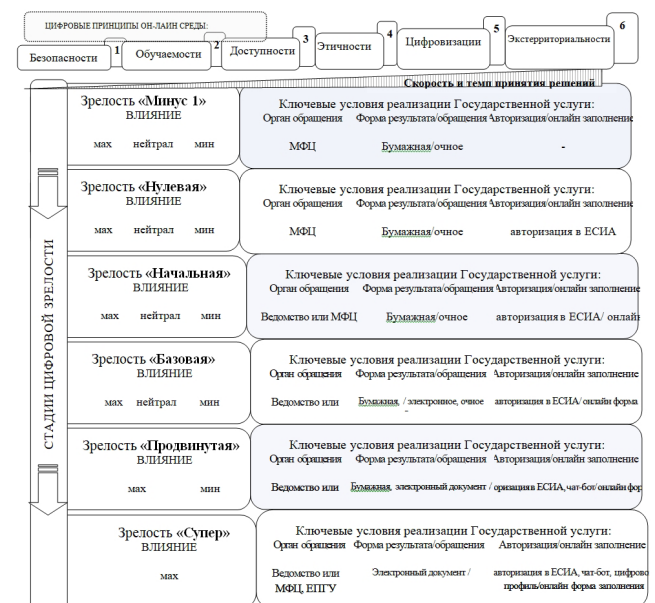 ЦИФРОВЫЕ ПРИНЦИПЫ ОН-ЛАЙН СРЕДЫ:
Безопасности 1 Обучаемости 2 Доступности 3 Этичности 4 Цифровизации 5 Экстерриториальности 6
Скорость и темп принятия решений
СТАДИИ ЦИФРОВОЙ ЗРЕЛОСТИ
Зрелость «Минус 1»
ВЛИЯНИЕ
мах нейтрал мин
Ключевые условия реализации Государственной услуги:
Орган обращения Форма результата/обращения Авторизация/онлайн заполнение
МФЦ Бумажная/очное -
Зрелость «Нулевая»
ВЛИЯНИЕ
мах нейтрал мин
Ключевые условия реализации Государственной услуги:
Орган обращения Форма результата/обращения Авторизация/онлайн заполнение
МФЦ Бумажная/очное авторизация в ЕСИА
Зрелость «Начальная»
ВЛИЯНИЕ
мах нейтрал мин
Ключевые условия реализации Государственной услуги:
Орган обращения Форма результата/обращения Авторизация/онлайн заполнение
Ведомство или МФЦ Бумажная/очное авторизация в ЕСИА/ онлайн
Зрелость «Базовая»
ВЛИЯНИЕ
мах нейтрал мин
Ключевые условия реализации Государственной услуги:
Орган обращения Форма результата/обращения Авторизация/онлайн заполнение
Ведомство или Бумажная, / электронное, очное авторизация в ЕСИА/ онлайн форма
Зрелость «Продвинутая»
ВЛИЯНИЕ
мах мин
Ключевые условия реализации Государственной услуги:
Орган обращения Форма результата/обращения Авторизация/онлайн заполнение
Ведомство или Бумажная, электронный документ / оризация в ЕСИА, чат-бот/ онлайн фор
Зрелость «Супер»
ВЛИЯНИЕ
мах
Ключевые условия реализации Государственной услуги:
Орган обращения Форма результата/обращения Авторизация/онлайн заполнение
Ведомство или Электронный документ / авторизация в ЕСИА, чат-бот, цифрово
МФЦ, ЕПГУ профиль/онлайн форма заполнения